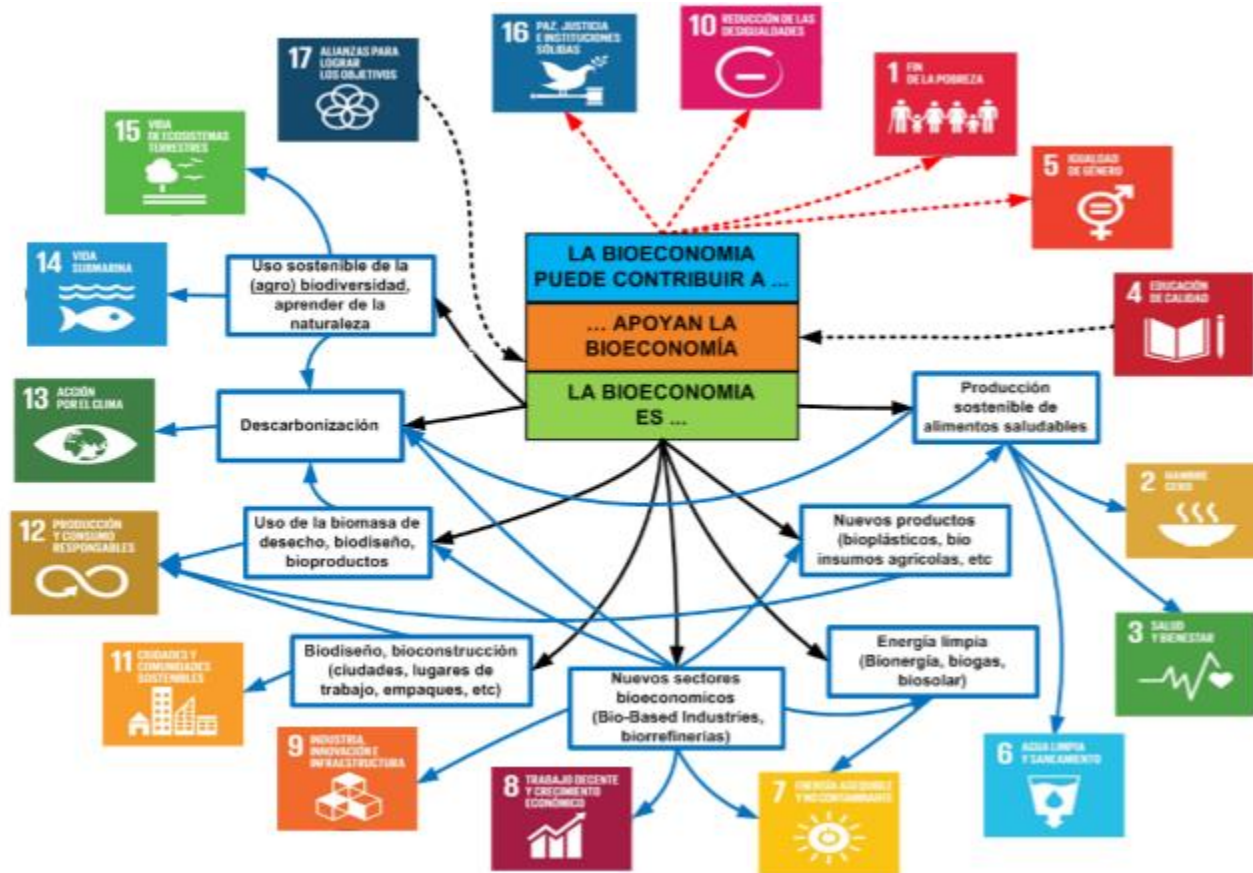 17 ALIANZAS PARA
LOGRAR
LOS OBJETIVOS
16 PAZ, JUSTICIA
E INSTITUCIONES
SÓLIDAS
10 REDUCCIÓN DE LAS
DESIGUALDADES
1 FIN
DE LA POBREZA
5 IGUALDAD
DE GÉNERO
15 VIDA
DE ECOSISTEMAS
TERRESTRES
14 VIDA
SUBMARINA
Uso sostenible de la
(agro) biodiversidad,
aprender de la
naturaleza
LA BIOECONOMIA
PUEDE CONTRIBUIR A ...
... APOYAN LA
BIOECONOMÍA
LA BIOECONOMIA
ES ...
4 EDUCACIÓN
DE CALIDAD
13 ACCIÓN
POR EL CLIMA
Descarbonización
Producción
sostenible de
alimentos saludables
12 PRODUCCIÓN
Y CONSUMO
RESPONSABLES
Uso de la biomasa de
desecho, biodiseño,
bioproductos
Nuevos productos
(bioplásticos, bio
insumos agrícolas, etc
2 HAMBRE
CERO
11 CIUDADES Y
COMUNIDADES
SOSTENIBLES
Biodiseño, bioconstrucción
(ciudades, lugares de
trabajo, empaques, etc)
Nuevos sectores
bioeconomicos
(Bio-Based Industries,
biorrefinerías)
Energía limpia
(Bionergía, biogas,
biosolar)
3 SALUD
Y BIENESTAR
9 INDUSTRIA,
INNOVACIÓN E
INFRAESTRUCTURA
8 TRABAJO DECENTE
Y CRECIMIENTO
ECONÓMICO
7 ENERGÍA ASEQUIBLE
Y NO CONTAMINANTE
6 AGUA LIMPIA
Y SANEAMIENTO